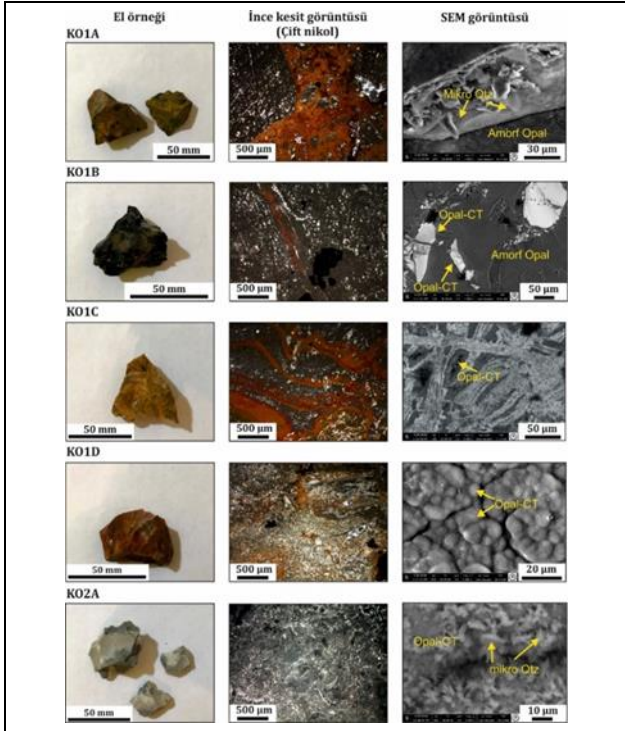 El örneği
İnce kesit görüntüsü
(Çift nikol)
SEM görüntüsü
KO1A
50 mm
500 µm
Mikro Qtz
Amorf Opal
30 µm
KO1B
50 mm
500 µm
Opal-CT
Amorf Opal
Opal-CT
50 µm
KO1C
50 mm
500 µm
Opal-CT
50 µm
KO1D
50 mm
500 µm
Opal-CT
20 µm
KO2A
50 mm
500 µm
Opal-CT
mikro Qtz
10 µm